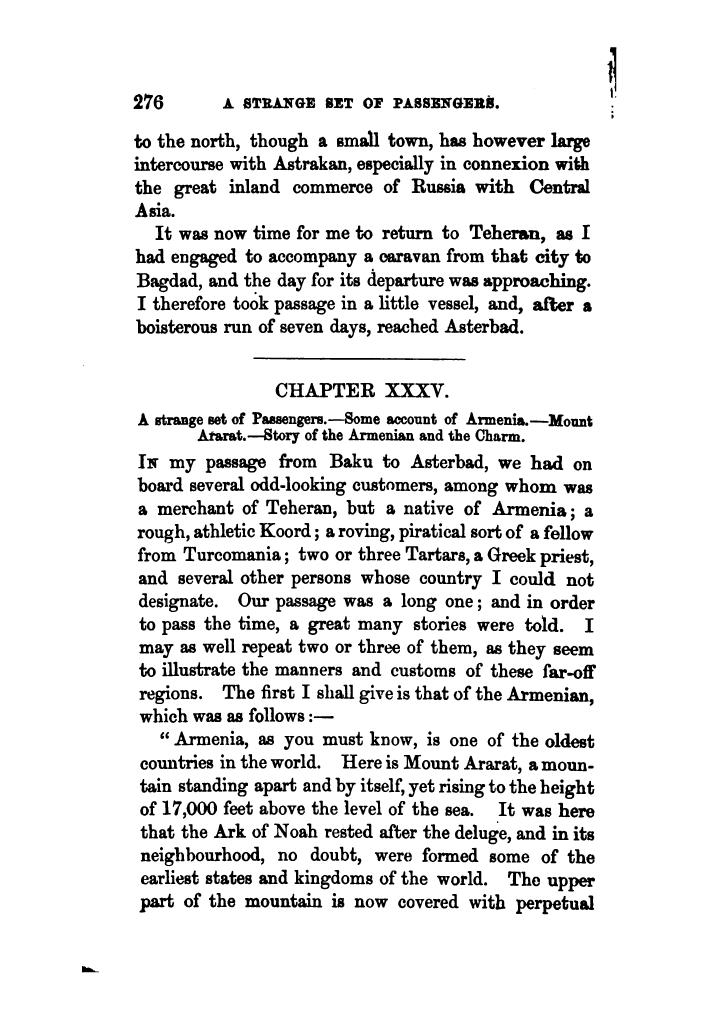 276 A STRANGE SET OF PASSENGERS.
to the north, though a small town, has however large
intercourse with Astrakan, especially in connexion with
the great inland commerce of Russia with Central
Asia.
It was now time for me to return to Teheran, as I
had engaged to accompany a caravan from that city to
Bagdad, and the day for its departure was approaching.
I therefore took passage in a little vessel, and, after a
boisterous run of seven days, reached Asterbad.
CHAPTER XXXV.
A strange set of Passengers.—Some account of Armenia.—Mount
Ararat.—Story of the Armenian and the Charm.
IN my passage from Baku to Asterbad, we had on
board several odd-looking customers, among whom was
a merchant of Teheran, but a native of Armenia; a
rough, athletic Koord; a roving, piratical sort of a fellow
from Turcomania; two or three Tartars, a Greek priest,
and several other persons whose country I could not
designate. Our passage was a long one; and in order
to pass the time, a great many stories were told. I
may as well repeat two or three of them, as they seem
to illustrate the manners and customs of these far-off
regions. The first I shall give is that of the Armenian,
which was as follows:—
"Armenia, as you must know, is one of the oldest
countries in the world. Here is Mount Ararat, a moun-
tain standing apart and by itself, yet rising to the height
of 17,000 feet above the level of the sea. It was here
that the Ark of Noah rested after the deluge, and in its
neighbourhood, no doubt, were formed some of the
earliest states and kingdoms of the world. The upper
part of the mountain is now covered with perpetual